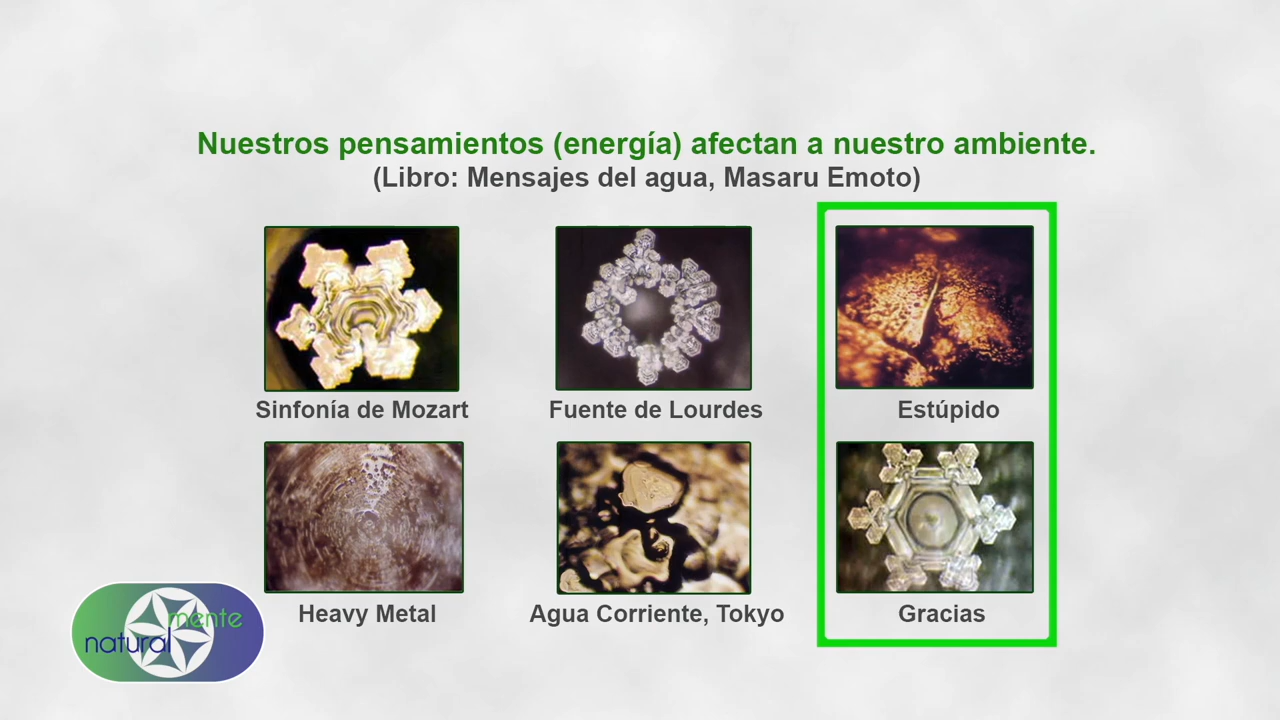 Nuestros pensamientos (energía) afectan a nuestro ambiente.
(Libro: Mensajes del agua, Masaru Emoto)
Sinfonía de Mozart
Fuente de Lourdes
Estúpido
Heavy Metal
Agua Corriente, Tokyo
Gracias
natural
mente